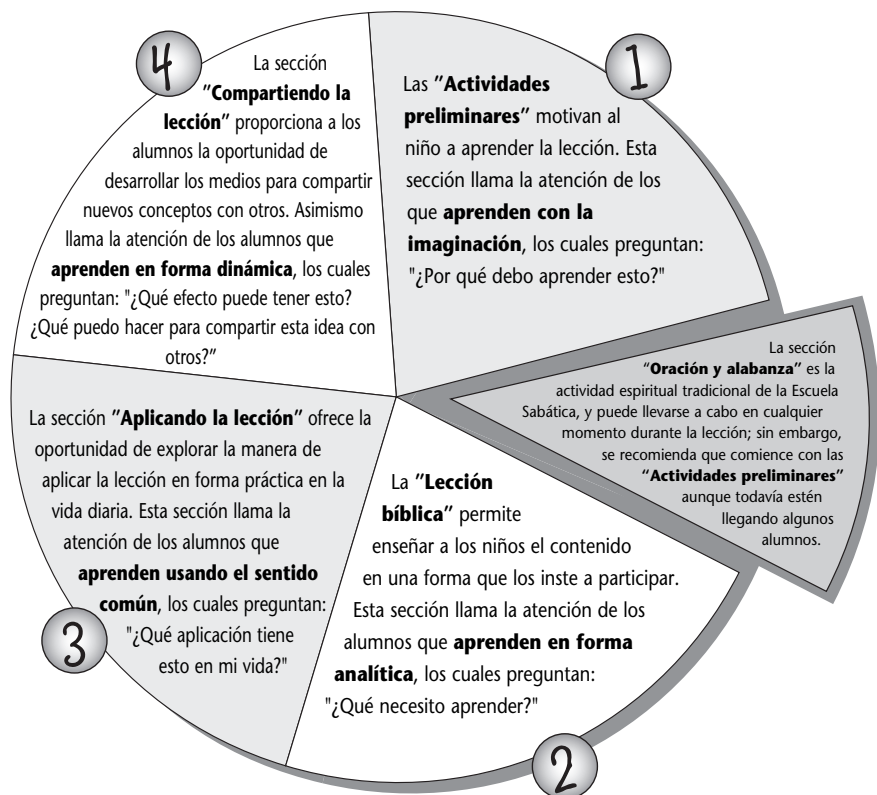 1
Las "Actividades
preliminares" motivan al
niño a aprender la lección. Esta
sección llama la atención de los
que aprenden con la
imaginación, los cuales preguntan:
"¿Por qué debo aprender esto?"
La sección
"Oración y alabanza" es la
actividad espiritual tradicional de la Escuela
Sabática, y puede llevarse a cabo en cualquier
momento durante la lección; sin embargo,
se recomienda que comience con las
"Actividades preliminares"
aunque todavía estén
llegando algunos
alumnos.
2
La "Lección
bíblica" permite
enseñar a los niños el contenido
en una forma que los inste a participar.
Esta sección llama la atención de los
alumnos que aprenden en forma
analítica, los cuales preguntan:
"¿Qué necesito aprender?"
3
La sección "Aplicando la lección" ofrece la
oportunidad de explorar la manera de
aplicar la lección en forma práctica en la
vida diaria. Esta sección llama la
atención de los alumnos que
aprenden usando el sentido
común, los cuales preguntan:
"¿Qué aplicación tiene
esto en mi vida?"
4
La sección
"Compartiendo la
lección" proporciona a los
alumnos la oportunidad de
desarrollar los medios para compartir
nuevos conceptos con otros. Asimismo
llama la atención de los alumnos que
aprenden en forma dinámica, los cuales
preguntan: "¿Qué efecto puede tener esto?
¿Qué puedo hacer para compartir esta idea con
otros?"